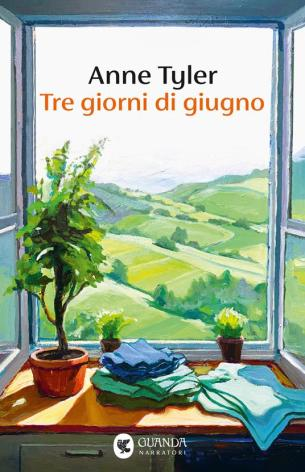 Anne Tyler
Tre giorni di giugno
GUANDA
NARRATORI